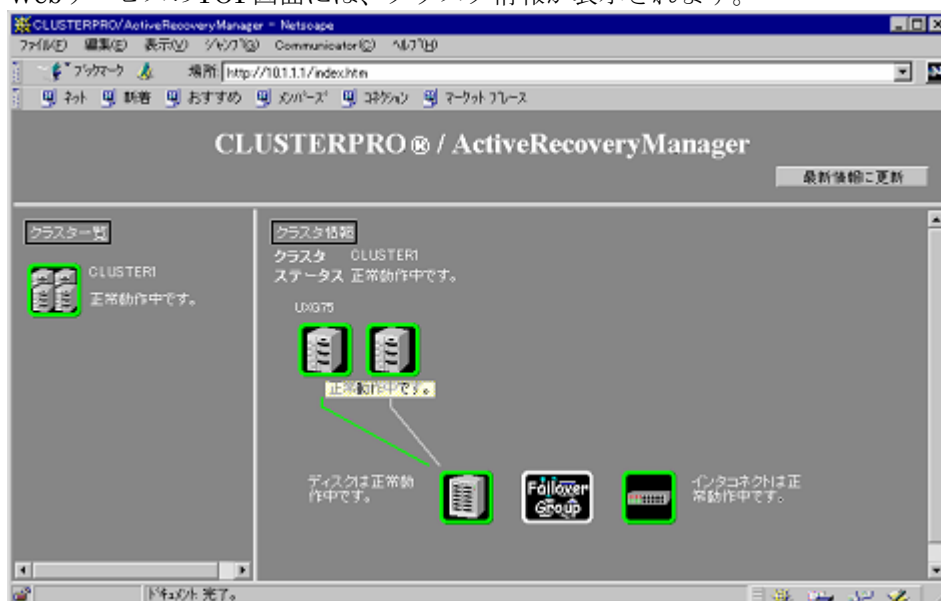 WebサービスのTOP画面には、クラスタ情報が表示されます。
CLUSTERPRO/ActiveRecoveryManager - Netscape
ファイル(E) 編集(E) 表示(V) ジャンプ(G) Communicator(C) ヘルプ(H)
ブックマーク 場所: http://10.1.1.1/index.htm
ネット 新着 おすすめ メンバーズ コネクション マーケットプレース
CLUSTERPRO® / ActiveRecoveryManager
最新情報に更新
クラスター覧
CLUSTER1
正常動作中です。
クラスタ情報
クラスタ CLUSTER1
ステータス 正常動作中です。
UXG75
正常動作中です。
ディスクは正常動
作中です。
Failover
Group
インタコネクトは正
常動作中です。
ドキュメント: 完了。